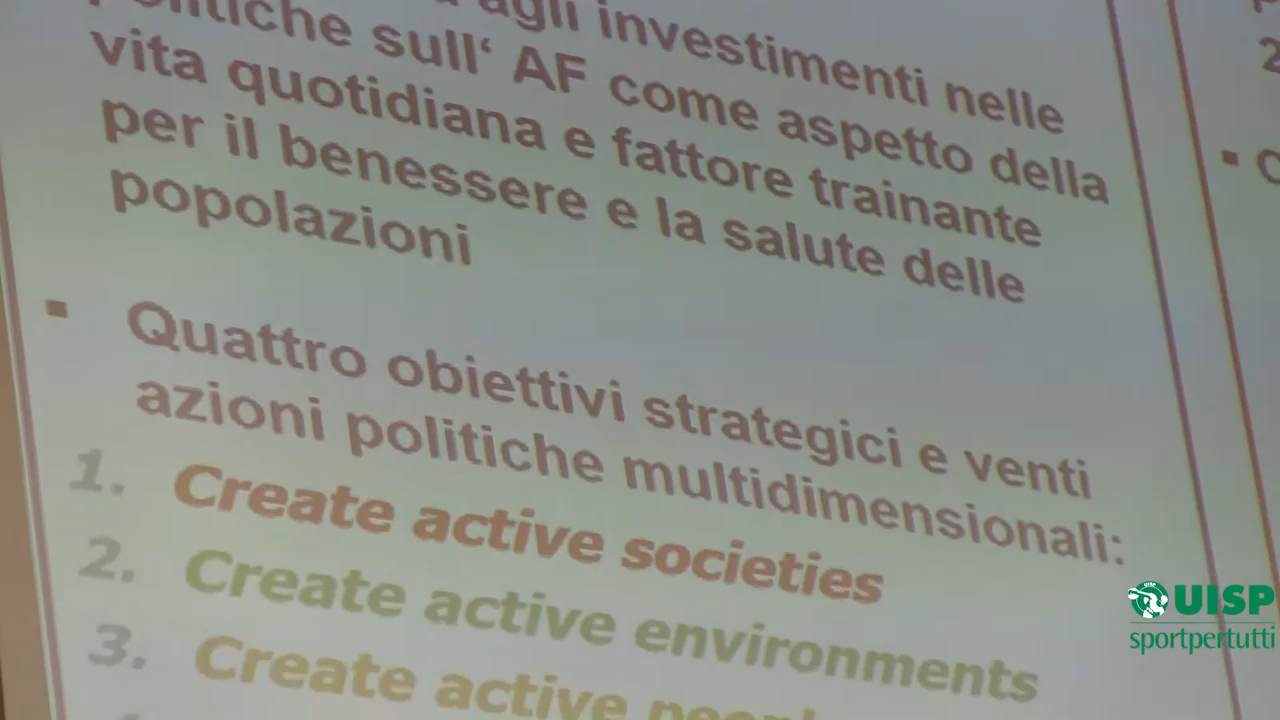 agli investimenti nelle
politiche sull‘ AF come aspetto della
vita quotidiana e fattore trainante
per il benessere e la salute delle
popolazioni
▪ Quattro obiettivi strategici e venti
azioni politiche multidimensionali:
1. Create active societies
2. Create active environments
3. Create active
UISP
sportpertutti